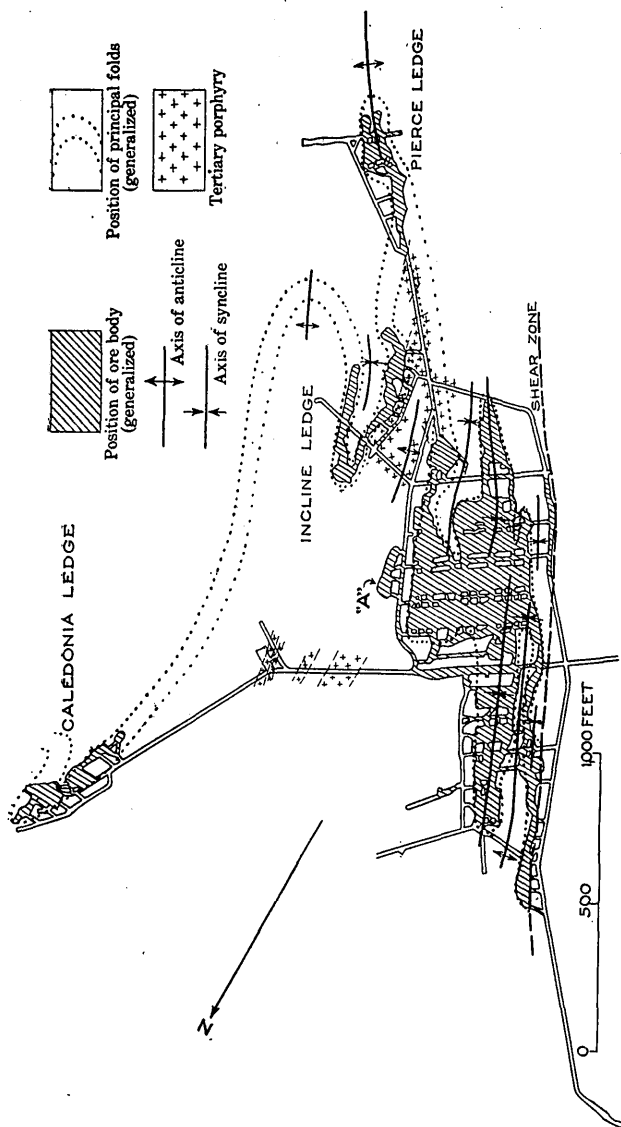 Position of ore body
(generalized)
Axis of anticline
Axis of syncline
Position of principal folds
(generalized)
Tertiary porphyry
CALEDONIA LEDGE
INCLINE LEDGE
PIERCE LEDGE
"A"
SHEAR ZONE
N
0 500 1000 FEET